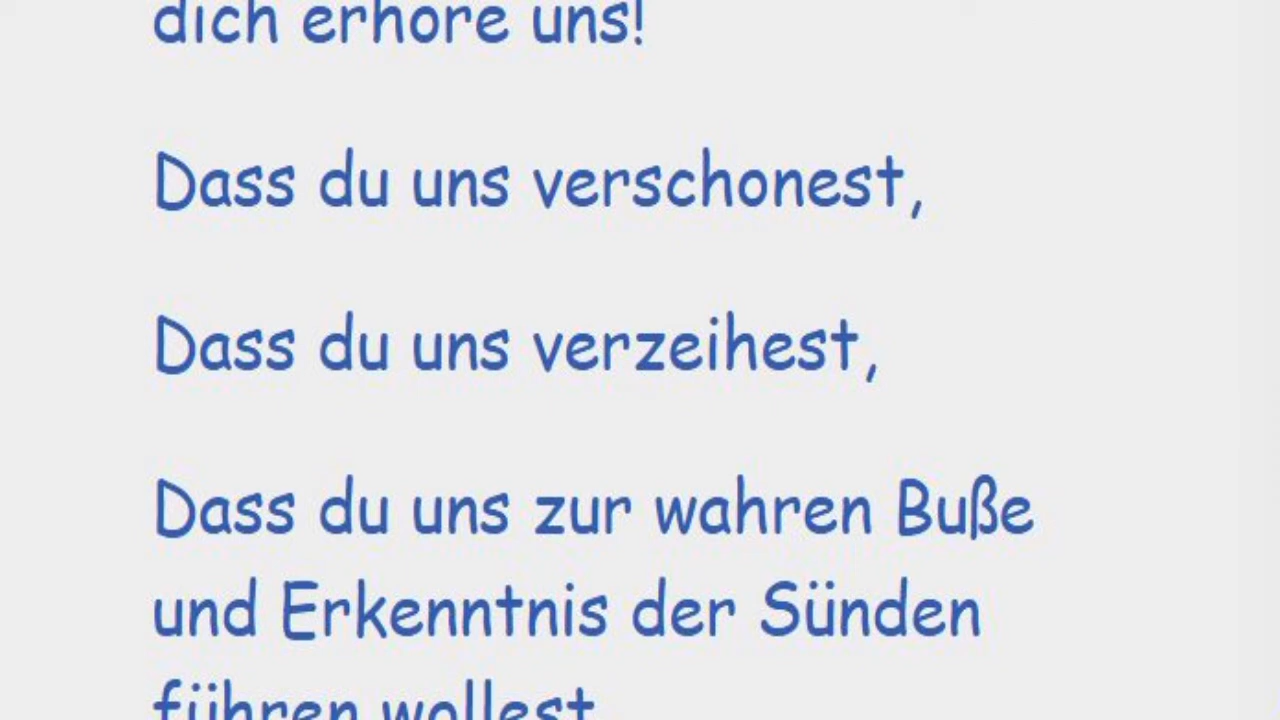 dich erhöre uns!
Dass du uns verschonest,
Dass du uns verzeihest,
Dass du uns zur wahren Buße
und Erkenntnis der Sünden
führen wollest